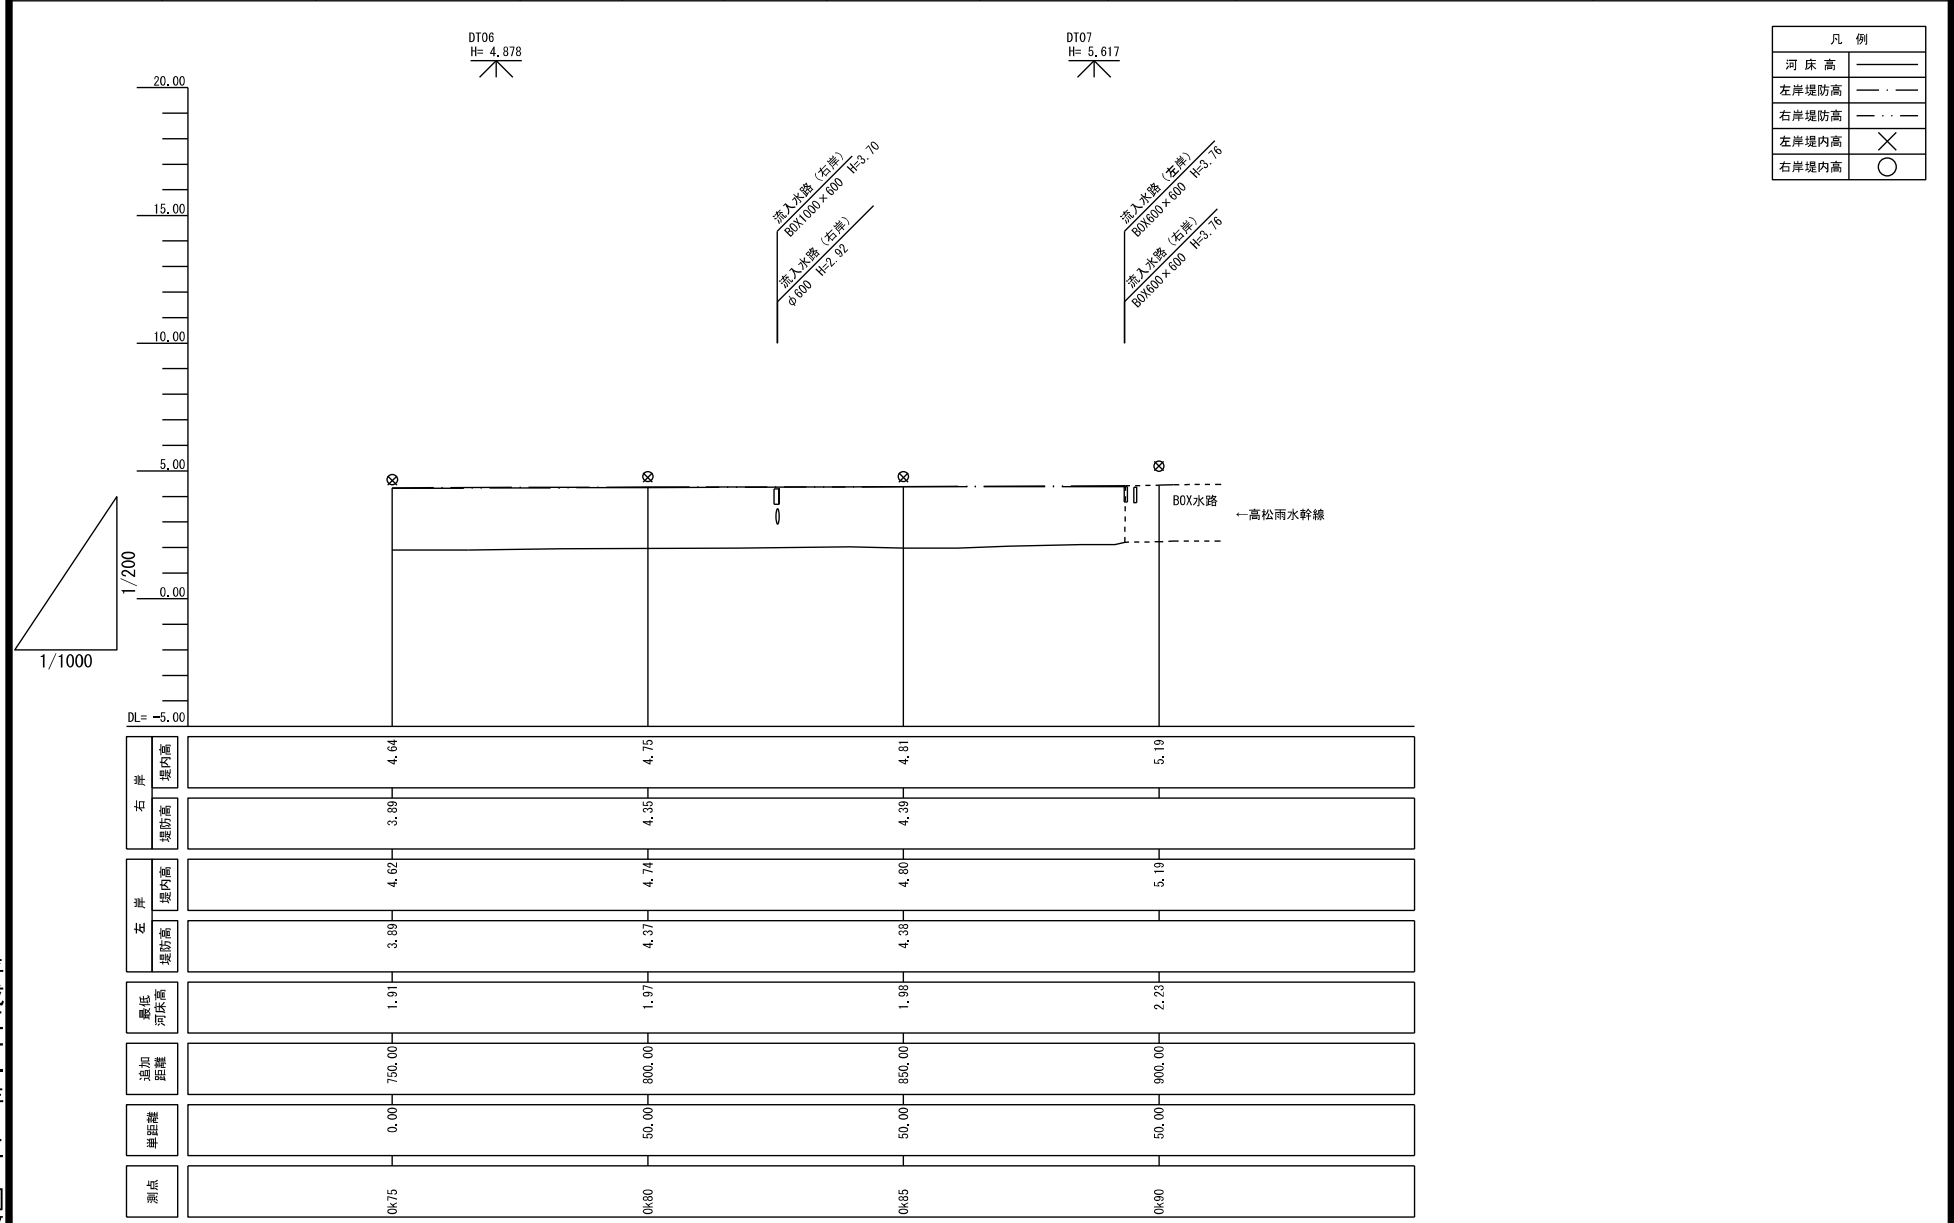 DT06
H= 4.878
DT07
H= 5.617
凡 例
河 床 高
左岸堤防高
右岸堤防高
左岸堤内高
右岸堤内高
20.00
15.00
10.00
5.00
0.00
DL= -5.00
流入水路 (右岸)
BOX1000×600 H=3.70
流入水路 (右岸)
φ600 H=2.92
流入水路 (左岸)
BOX600×600 H=3.76
流入水路 (右岸)
BOX600×600 H=3.76
BOX水路
←高松雨水幹線
1/200
1/1000
右 岸
堤内高
4.64 4.75 4.81 5.19
堤防高
3.89 4.35 4.39
左 岸
堤内高
4.62 4.74 4.80 5.19
堤防高
3.89 4.37 4.38
最低
河床高
1.91 1.97 1.98 2.23
追加
距離
750.00 800.00 850.00 900.00
単距離
0.00 50.00 50.00 50.00
測点
0k75 0k80 0k85 0k90